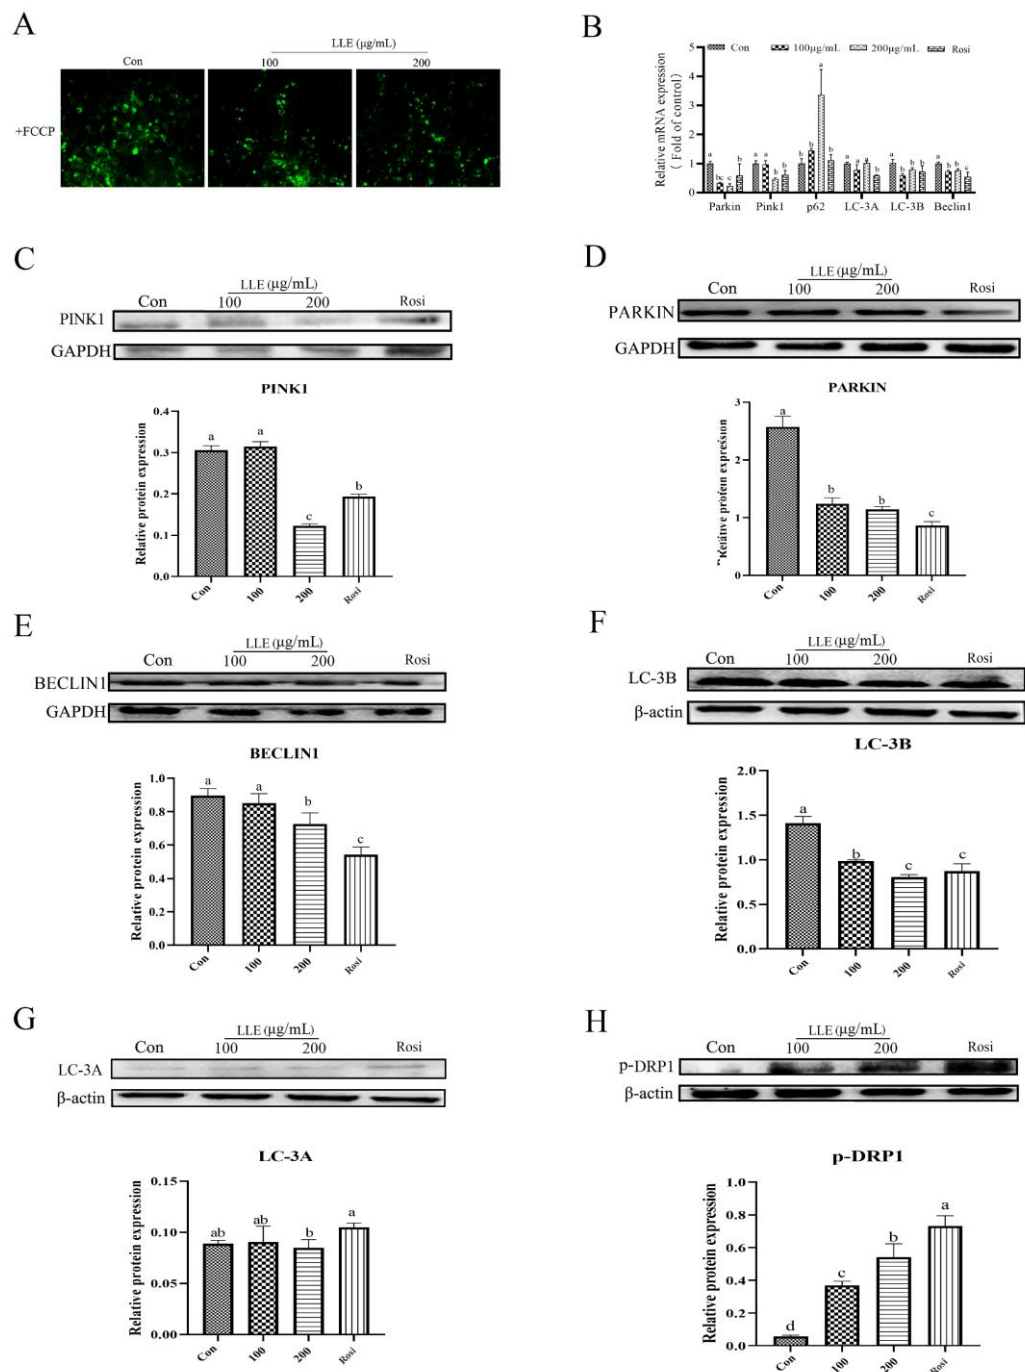 A
LLE (μg/mL)
Con
100
200
+FCCP
B
Con
100μg/mL
200μg/mL
Rosi
Relative mRNA expression
( Fold of control)
5
4
3
2
1
0
a
bc
c
b
a
a
b
b
b
b
a
b
a
a
a
b
a
b
b
b
a
b
b
c
Parkin
Pink1
p62
LC-3A
LC-3B
Beclin1
C
LLE (μg/mL)
Con
100
200
Rosi
PINK1
GAPDH
PINK1
Relative protein expression
0.4
0.3
0.2
0.1
0.0
a
a
c
b
Con
100
200
Rosi
D
LLE (μg/mL)
Con
100
200
Rosi
PARKIN
GAPDH
PARKIN
Relative protein expression
3
2
1
0
a
b
b
c
Con
100
200
Rosi
E
LLE (μg/mL)
Con
100
200
Rosi
BECLIN1
GAPDH
BECLIN1
Relative protein expression
1.0
0.8
0.6
0.4
0.2
0.0
a
a
b
c
Con
100
200
Rosi
F
LLE (μg/mL)
Con
100
200
Rosi
LC-3B
β-actin
LC-3B
Relative protein expression
2.0
1.5
1.0
0.5
0.0
a
b
c
c
Con
100
200
Rosi
G
LLE (μg/mL)
Con
100
200
Rosi
LC-3A
β-actin
LC-3A
Relative protein expression
0.15
0.10
0.05
0.00
ab
ab
b
a
Con
100
200
Rosi
H
LLE (μg/mL)
Con
100
200
Rosi
p-DRP1
β-actin
p-DRP1
Relative protein expression
1.0
0.8
0.6
0.4
0.2
0.0
d
c
b
a
Con
100
200
Rosi